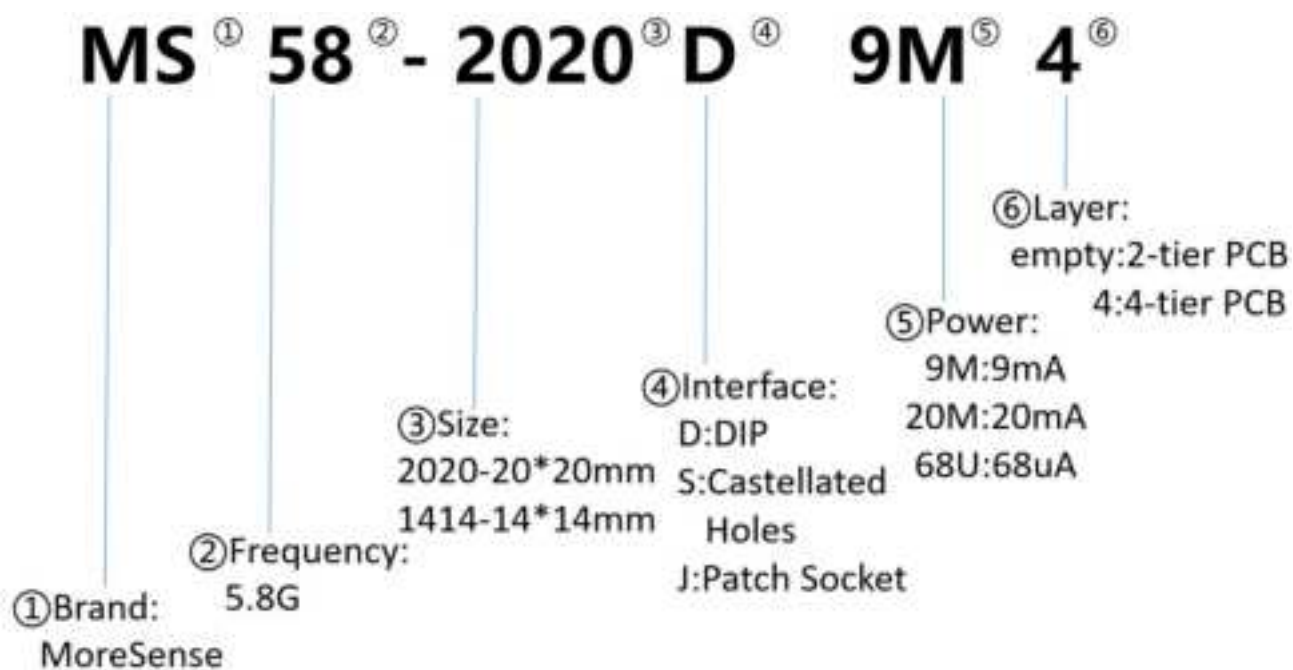 MS① 58②- 2020③D④ 9M⑤ 4⑥
⑥Layer:
empty:2-tier PCB
4:4-tier PCB
⑤Power:
9M:9mA
20M:20mA
68U:68uA
④Interface:
D:DIP
S:Castellated
Holes
J:Patch Socket
③Size:
2020-20*20mm
1414-14*14mm
②Frequency:
5.8G
①Brand:
MoreSense